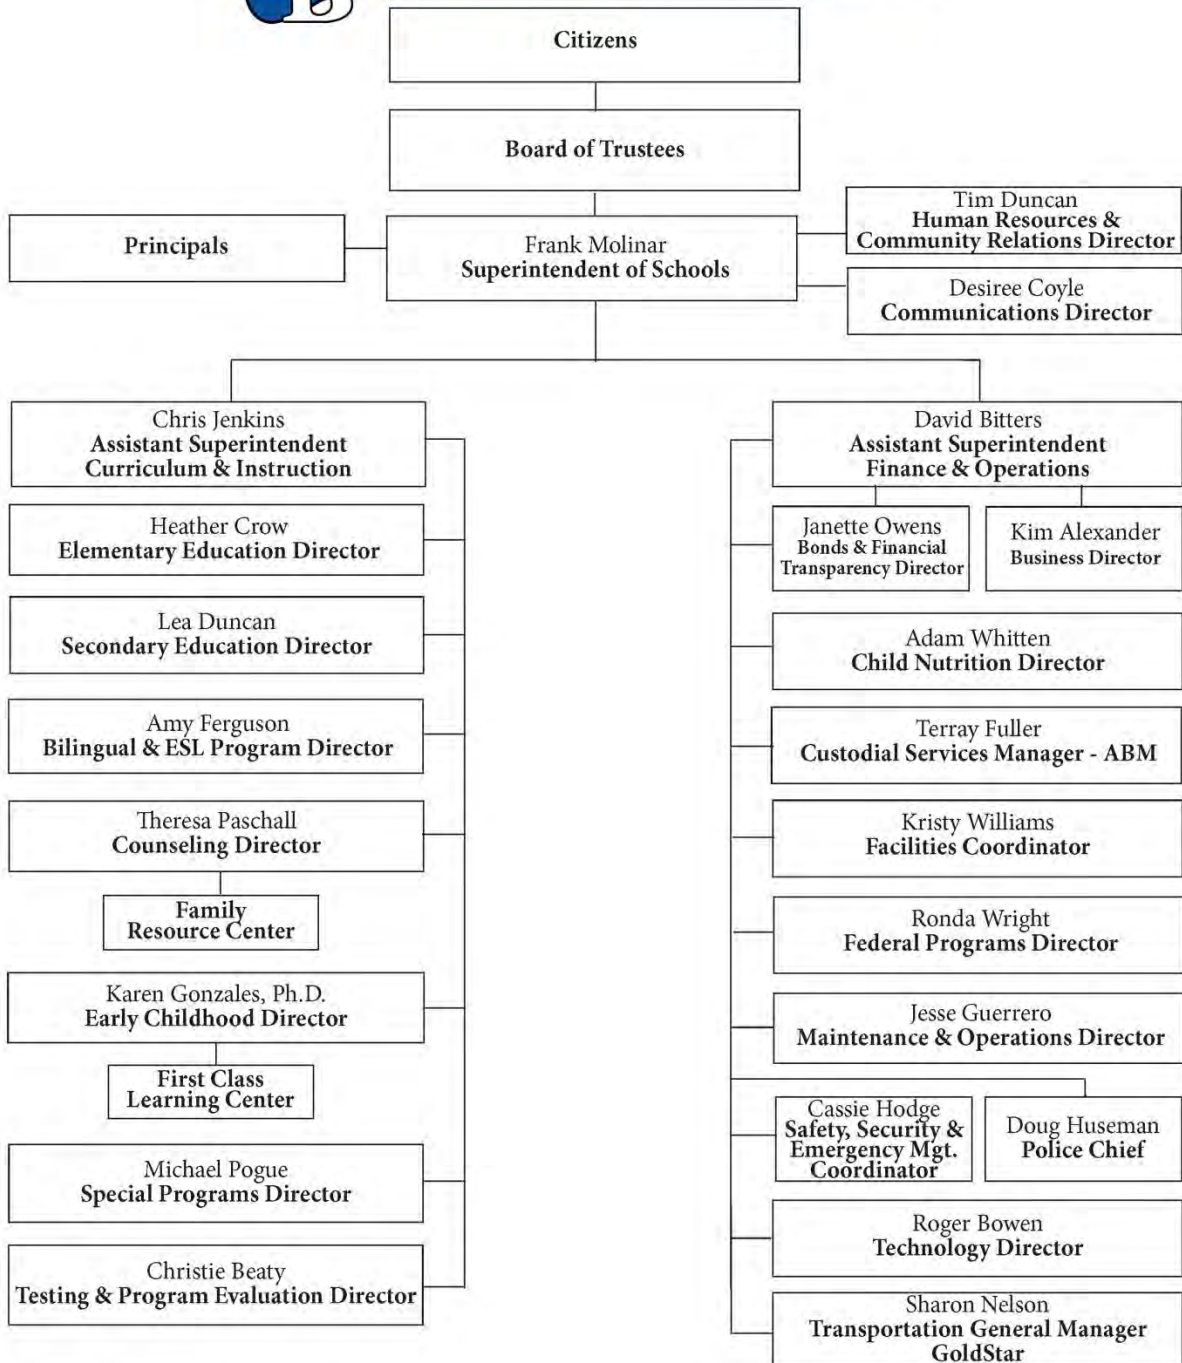 Citizens
Board of Trustees
Principals
Frank Molinar
Superintendent of Schools
Tim Duncan
Human Resources &
Community Relations Director
Desiree Coyle
Communications Director
Chris Jenkins
Assistant Superintendent
Curriculum & Instruction
Heather Crow
Elementary Education Director
Lea Duncan
Secondary Education Director
Amy Ferguson
Bilingual & ESL Program Director
Theresa Paschall
Counseling Director
Family
Resource Center
Karen Gonzales, Ph.D.
Early Childhood Director
First Class
Learning Center
Michael Pogue
Special Programs Director
Christie Beaty
Testing & Program Evaluation Director
David Bitters
Assistant Superintendent
Finance & Operations
Janette Owens
Bonds & Financial
Transparency Director
Kim Alexander
Business Director
Adam Whitten
Child Nutrition Director
Terray Fuller
Custodial Services Manager - ABM
Kristy Williams
Facilities Coordinator
Ronda Wright
Federal Programs Director
Jesse Guerrero
Maintenance & Operations Director
Cassie Hodge
Safety, Security &
Emergency Mgt.
Coordinator
Doug Huseman
Police Chief
Roger Bowen
Technology Director
Sharon Nelson
Transportation General Manager
GoldStar